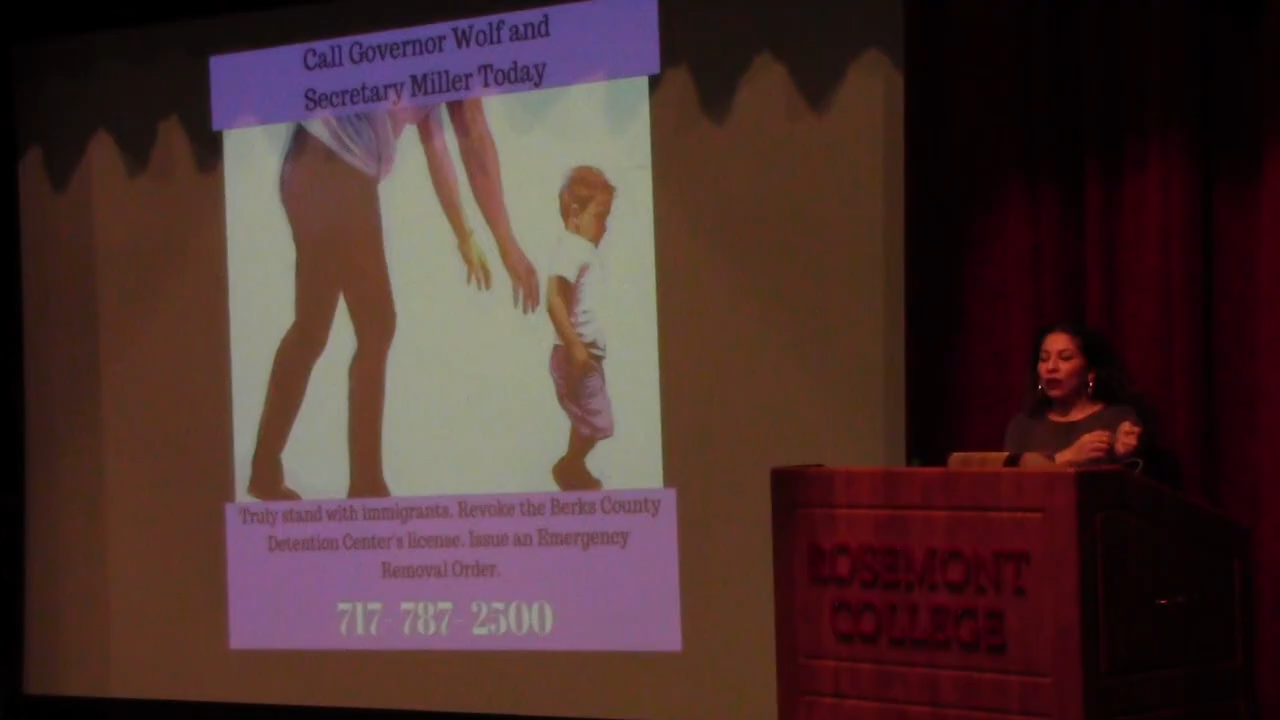 Call Governor Wolf and
Secretary Miller Today
Truly stand with immigrants. Revoke the Berks County
Detention Center's license. Issue an Emergency
Removal Order.
717-787-2500
ROSEMONT
COLLEGE